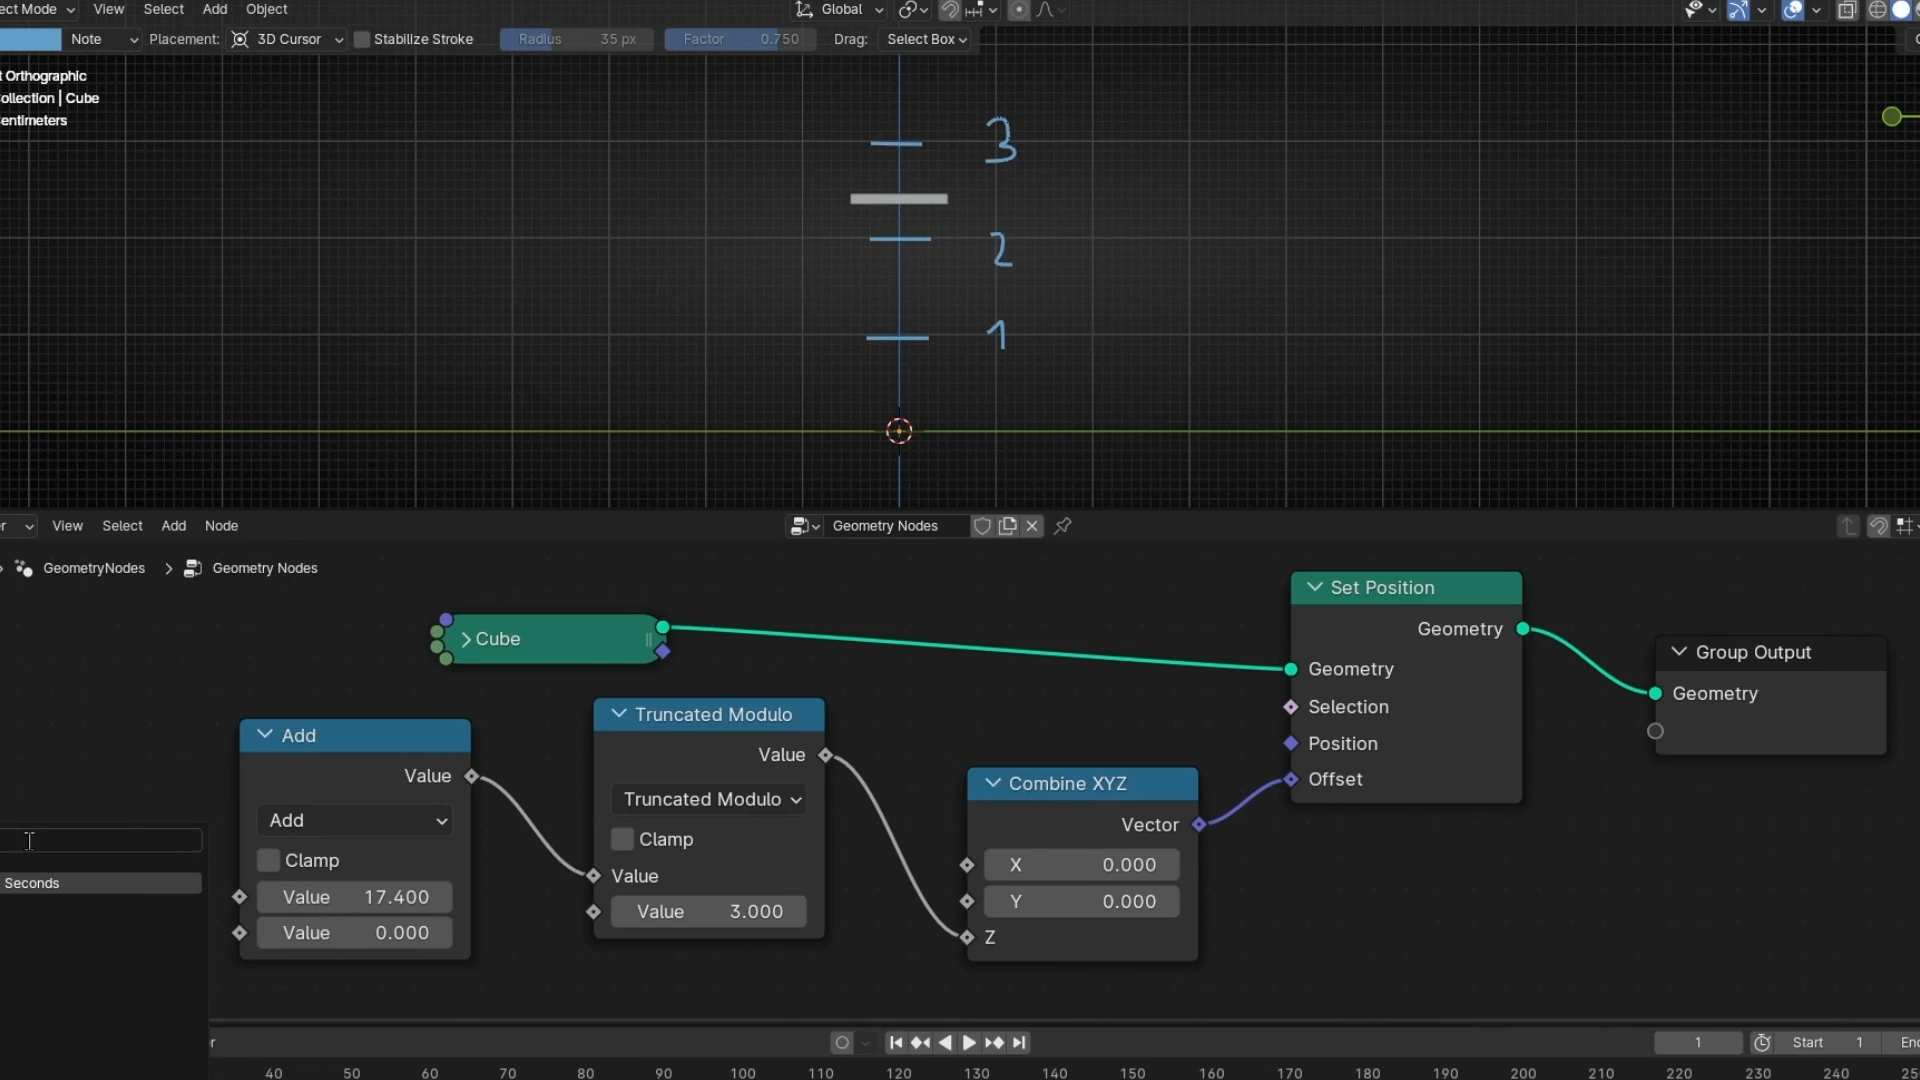 ect Mode View Select Add Object Global
Note Placement: 3D Cursor Stabilize Stroke Radius 35 px Factor 0.750 Drag: Select Box
t Orthographic
ollection | Cube
entimeters
3
2
1
r View Select Add Node Geometry Nodes
GeometryNodes > Geometry Nodes
Cube
Set Position
Geometry
Geometry
Selection
Position
Offset
Group Output
Geometry
Add
Value
Add
Clamp
Value 17.400
Value 0.000
Truncated Modulo
Value
Truncated Modulo
Clamp
Value
Value 3.000
Combine XYZ
Vector
X 0.000
Y 0.000
Z
Seconds
r 1 Start 1 End
40 50 60 70 80 90 100 110 120 130 140 150 160 170 180 190 200 210 220 230 240 25